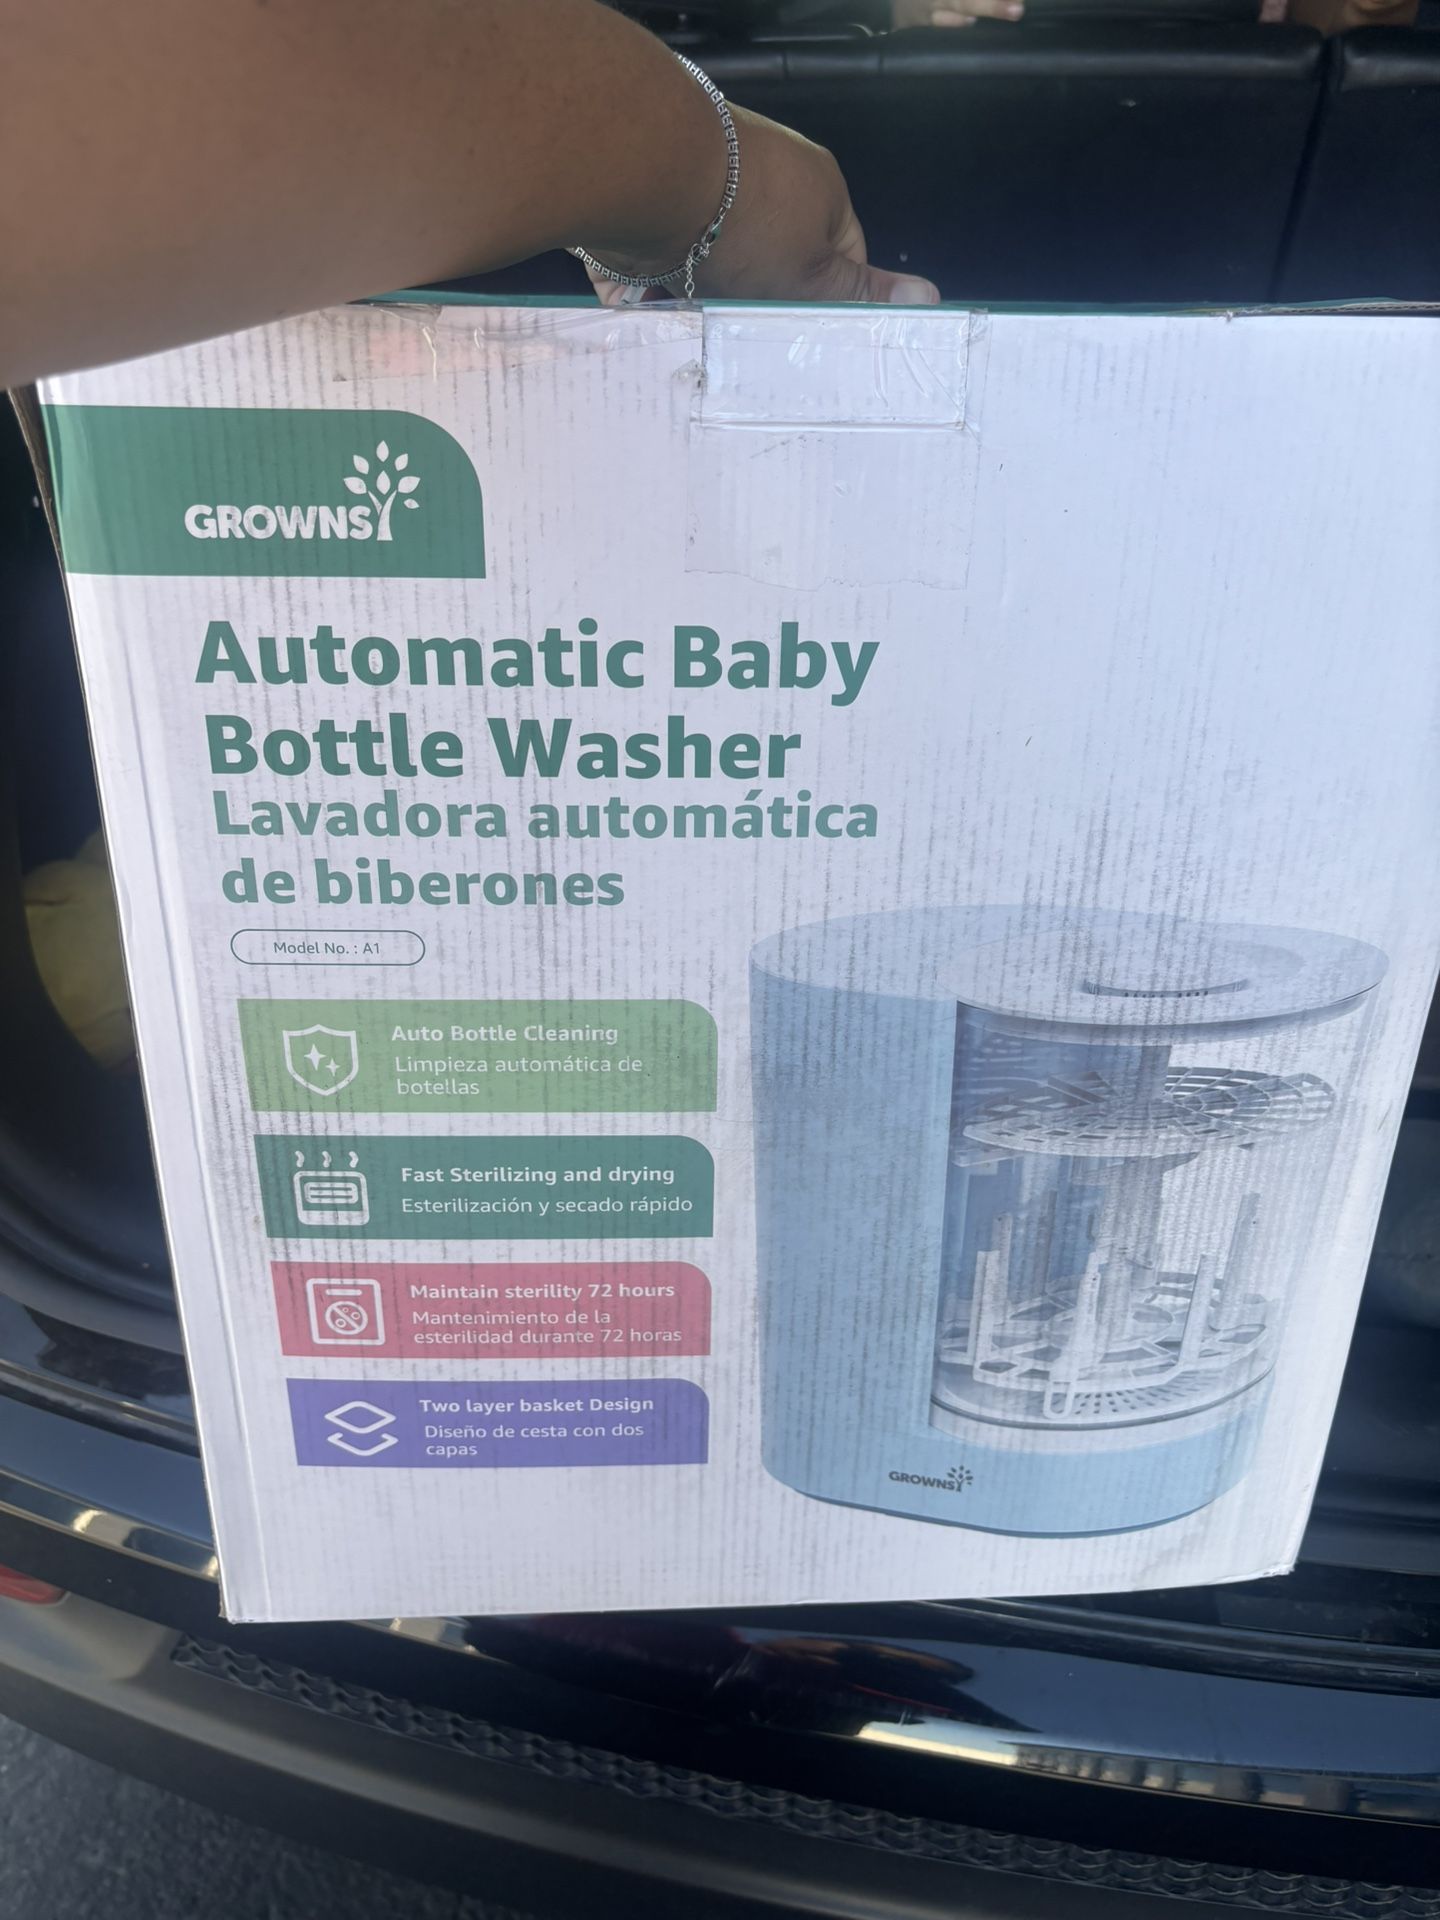 GROWNSY
Automatic Baby
Bottle Washer
Lavadora automática
de biberones
Model No. : A1
Auto Bottle Cleaning
Limpieza automática de
botellas
Fast Sterilizing and drying
Esterilización y secado rápido
Maintain sterility 72 hours
Mantenimiento de la
esterilidad durante 72 horas
Two layer basket Design
Diseño de cesta con dos
capas
GROWNSY